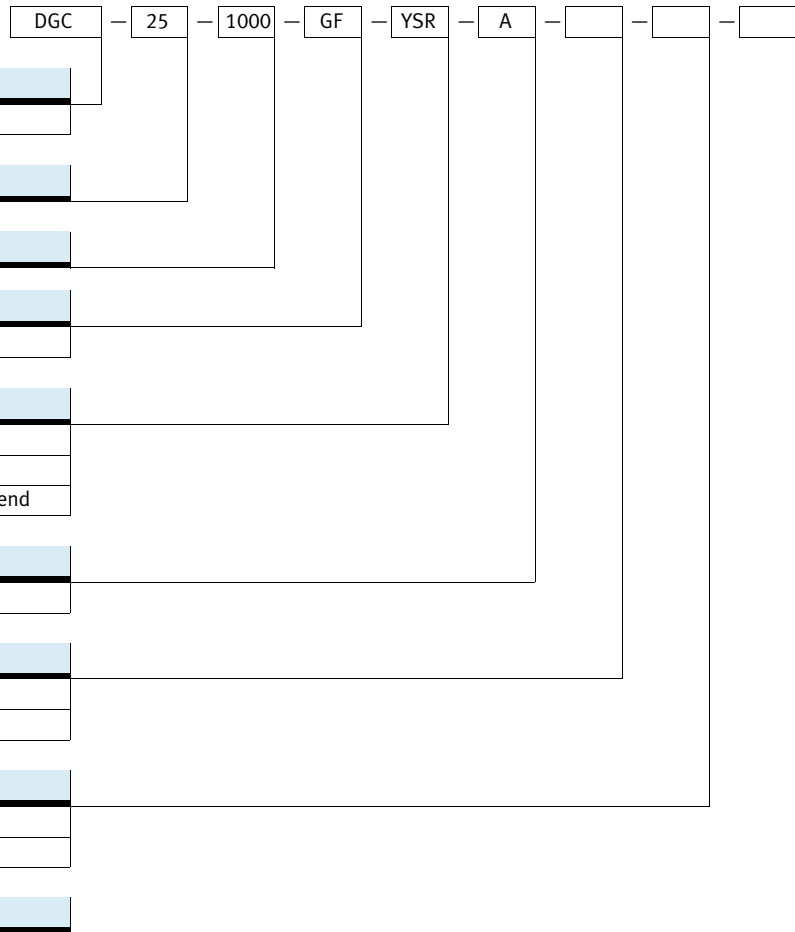 DGC — 25 — 1000 — GF — YSR — A — — —
end